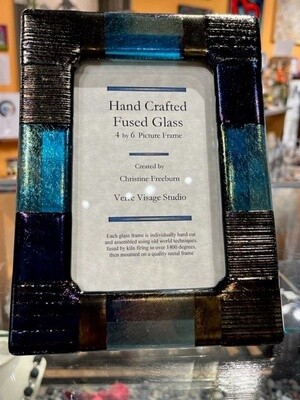 Hand Crafted
Fused Glass
4 by 6 Picture Frame
Created by
Christine Freeburn
Verre Visage Studio
Each glass frame is individually hand cut
and assembled using old world techniques,
fused by kiln firing to over 1400 degrees,
then mounted on a quality metal frame